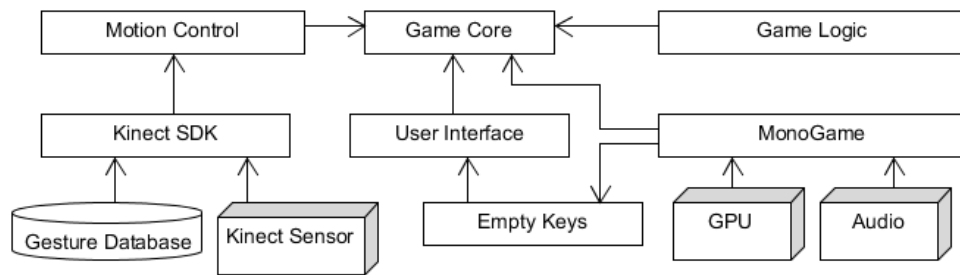 Motion Control
Game Core
Game Logic
Kinect SDK
User Interface
MonoGame
Gesture Database
Kinect Sensor
Empty Keys
GPU
Audio